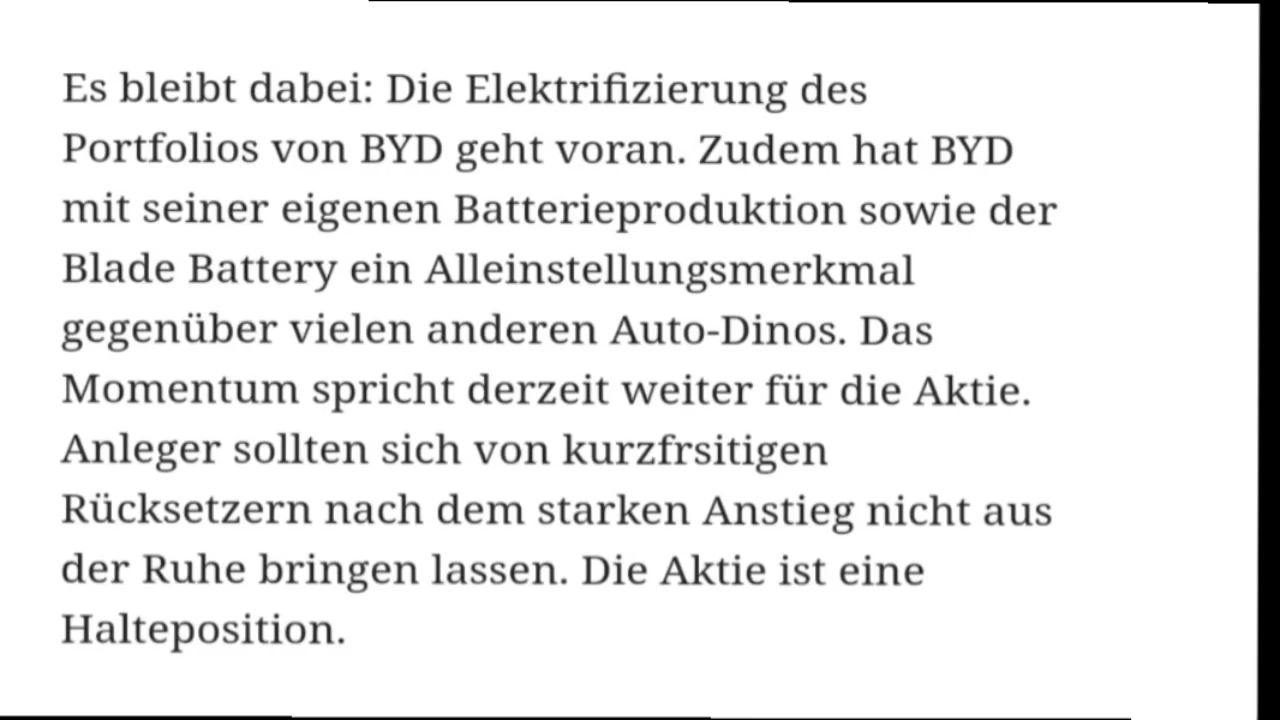 Es bleibt dabei: Die Elektrifizierung des
Portfolios von BYD geht voran. Zudem hat BYD
mit seiner eigenen Batterieproduktion sowie der
Blade Battery ein Alleinstellungsmerkmal
gegenüber vielen anderen Auto-Dinos. Das
Momentum spricht derzeit weiter für die Aktie.
Anleger sollten sich von kurzfrsitigen
Rücksetzern nach dem starken Anstieg nicht aus
der Ruhe bringen lassen. Die Aktie ist eine
Halteposition.